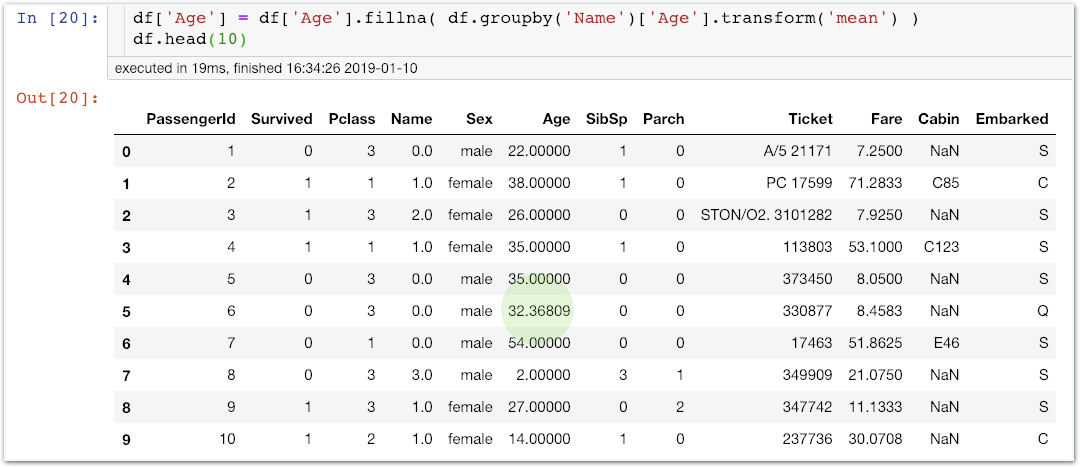 In [20]: df['Age'] = df['Age'].fillna( df.groupby('Name')['Age'].transform('mean') )
df.head(10)
executed in 19ms, finished 16:34:26 2019-01-10
Out[20]:
PassengerId Survived Pclass Name Sex Age SibSp Parch Ticket Fare Cabin Embarked
0 1 0 3 0.0 male 22.00000 1 0 A/5 21171 7.2500 NaN S
1 2 1 1 1.0 female 38.00000 1 0 PC 17599 71.2833 C85 C
2 3 1 3 2.0 female 26.00000 0 0 STON/O2. 3101282 7.9250 NaN S
3 4 1 1 1.0 female 35.00000 1 0 113803 53.1000 C123 S
4 5 0 3 0.0 male 35.00000 0 0 373450 8.0500 NaN S
5 6 0 3 0.0 male 32.36809 0 0 330877 8.4583 NaN Q
6 7 0 1 0.0 male 54.00000 0 0 17463 51.8625 E46 S
7 8 0 3 3.0 male 2.00000 3 1 349909 21.0750 NaN S
8 9 1 3 1.0 female 27.00000 0 2 347742 11.1333 NaN S
9 10 1 2 1.0 female 14.00000 1 0 237736 30.0708 NaN C